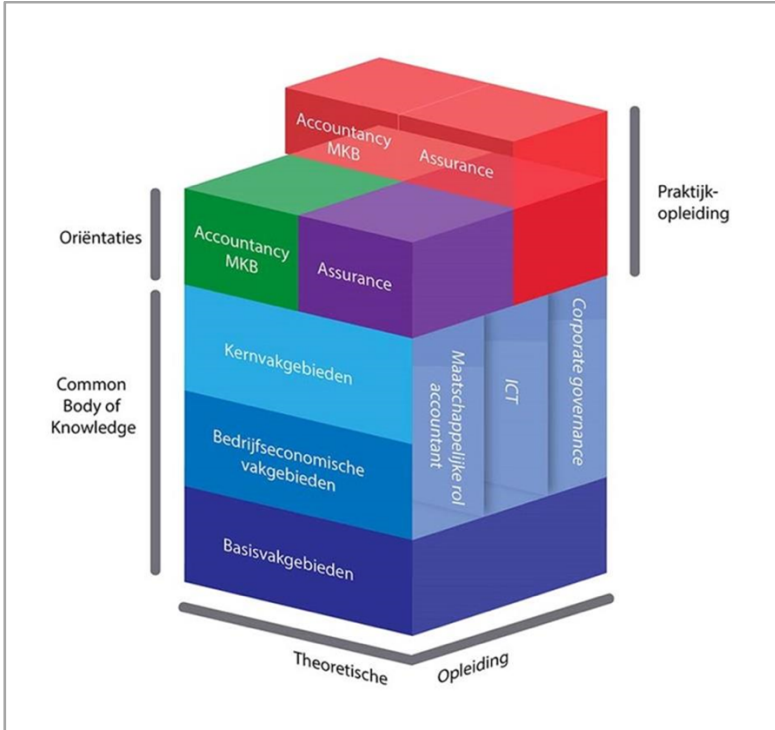 Accountancy
MKB
Assurance
Praktijk-
opleiding
Oriëntaties
Accountancy
MKB
Assurance
Common
Body of
Knowledge
Kernvakgebieden
Bedrijfseconomische
vakgebieden
Basisvakgebieden
Maatschappelijke rol
accountant
ICT
Corporate governance
Theoretische
Opleiding